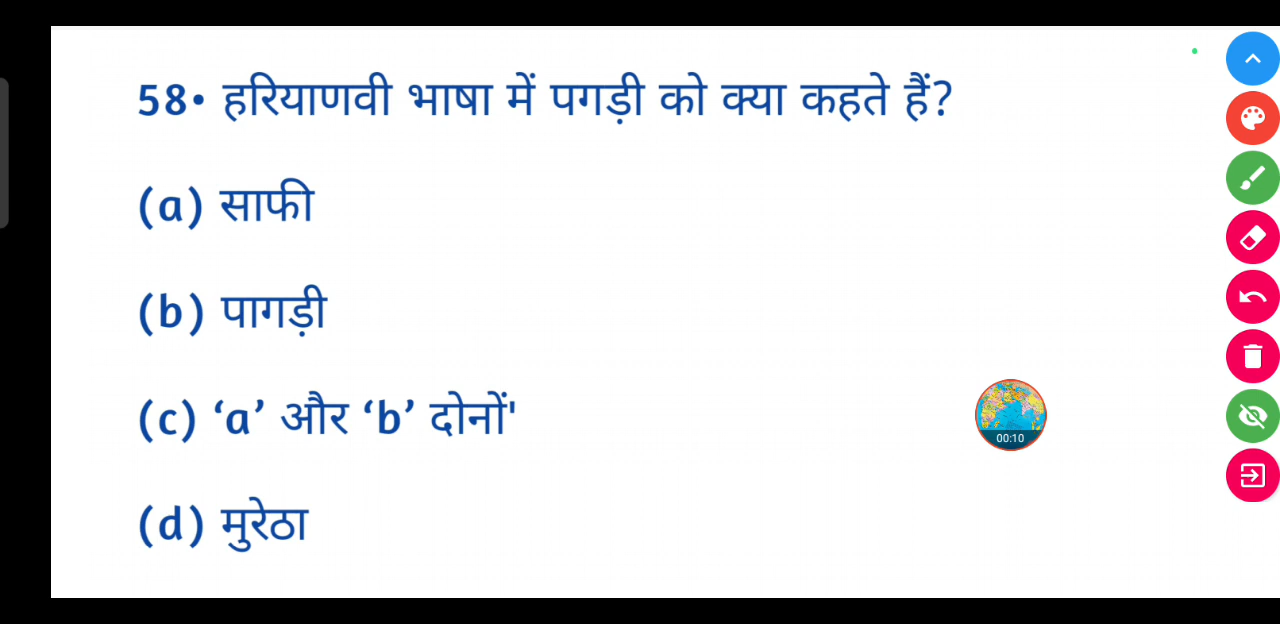 58• हरियाणवी भाषा में पगड़ी को क्या कहते हैं?
(a) साफी
(b) पागड़ी
(c) ‘a’ और ‘b’ दोनों'
(d) मुरेठा
00:10